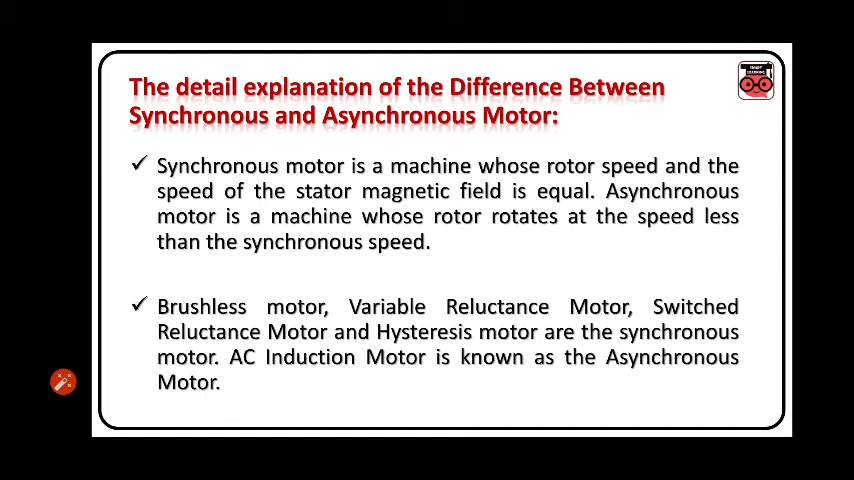 SMART
LEARNING
The detail explanation of the Difference Between
Synchronous and Asynchronous Motor:
✓ Synchronous motor is a machine whose rotor speed and the
speed of the stator magnetic field is equal. Asynchronous
motor is a machine whose rotor rotates at the speed less
than the synchronous speed.
✓ Brushless motor, Variable Reluctance Motor, Switched
Reluctance Motor and Hysteresis motor are the synchronous
motor. AC Induction Motor is known as the Asynchronous
Motor.